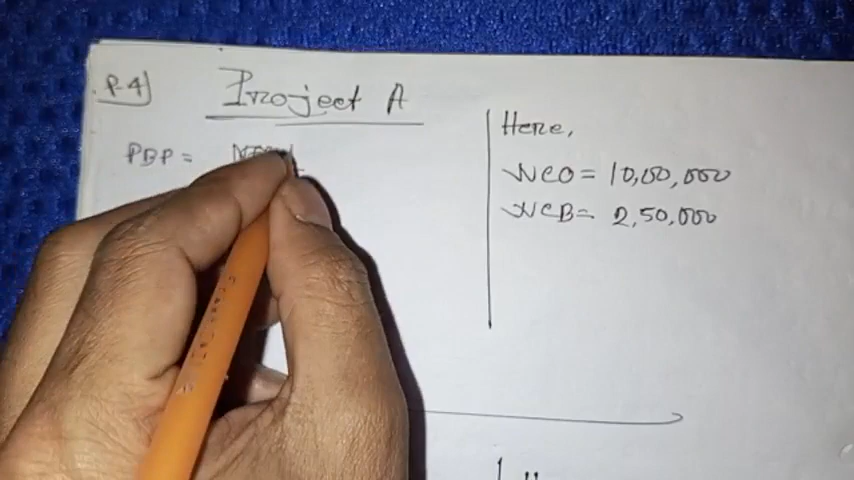 P-4)
Project A
PBP =
Here,
NCO = 10,00,000
NCB = 2,50,000